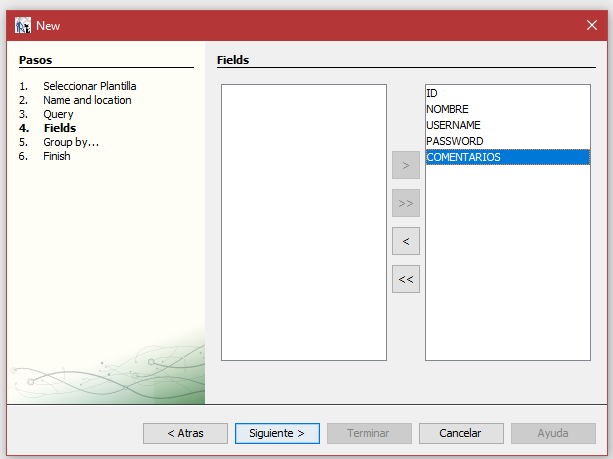 New
Pasos
1. Seleccionar Plantilla
2. Name and location
3. Query
4. Fields
5. Group by...
6. Finish
Fields
ID
NOMBRE
USERNAME
PASSWORD
COMENTARIOS
>
>>
<
<<
< Atras
Siguiente >
Terminar
Cancelar
Ayuda